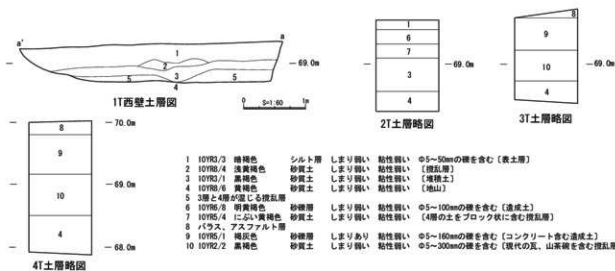 a'
a
8
1
1
9
6
2
7
69.0m
69.0m
5
3
5
10
3
4
4
4
1T西壁土層図
0 S=1:60 1m
2T土層略図
3T土層略図
70.0m
8
9
69.0m
10
4
68.0m
4T土層略図
1 10YR3/3 暗褐色 シルト層 しまり弱い 粘性弱い Φ5～50mmの礫を含む〔表土層〕
2 10YR8/4 浅黄褐色 砂質土 しまり弱い 粘性弱い 〔撹乱層〕
3 10YR3/1 黒褐色 砂質土 しまり弱い 粘性弱い 〔堆積土〕
4 10YR8/6 黄褐色 砂質土 しまり弱い 粘性弱い 〔地山〕
5 3層と4層が混じる撹乱層
6 10YR6/8 明黄褐色 砂礫層 しまり弱い 粘性弱い Φ5～100mmの礫を含む〔造成土〕
7 10YR5/4 にぶい黄褐色 砂質土 しまり弱い 粘性弱い 〔4層の土をブロック状に含む撹乱層〕
8 バラス、アスファルト層
9 10YR5/1 褐灰色 砂礫層 しまりあり 粘性弱い Φ5～160mmの礫を含む〔コンクリート含む造成土〕
10 10YR2/2 黒褐色 砂質土 しまり弱い 粘性弱い Φ5～300mmの礫を含む〔現代の瓦、山茶碗を含む撹乱層〕